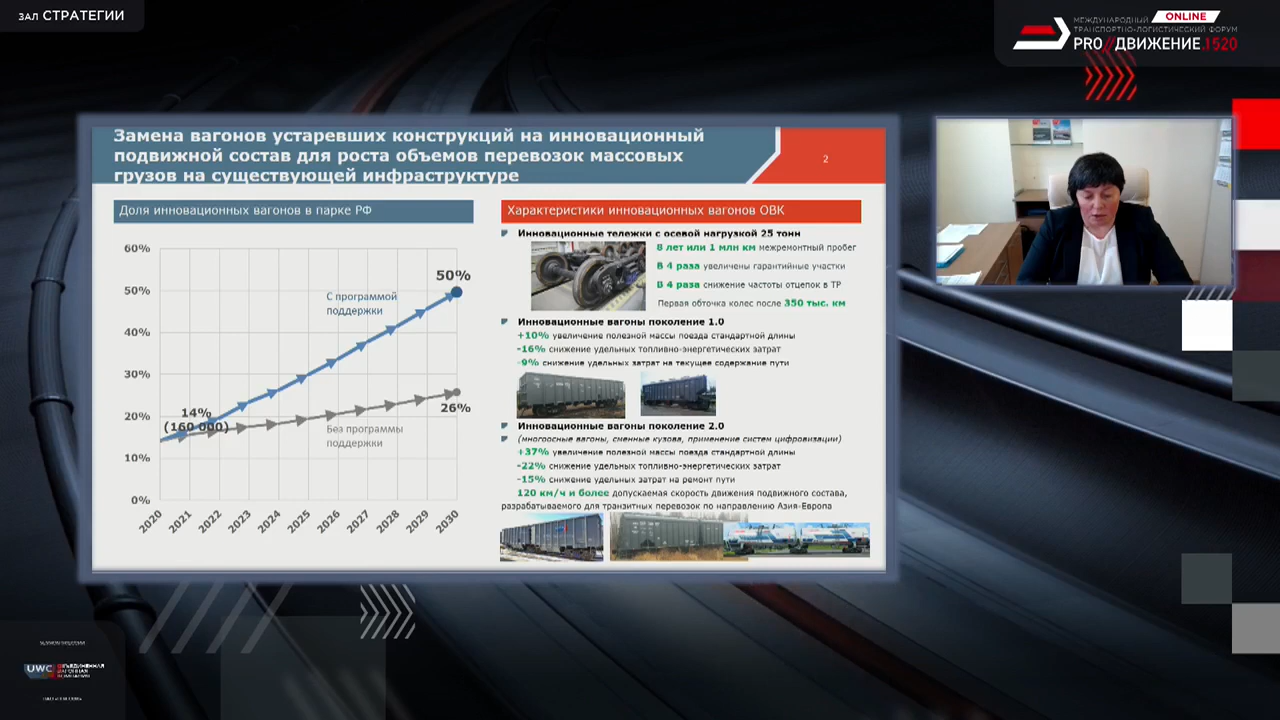 ЗАЛ СТРАТЕГИИ
ONLINE
МЕЖДУНАРОДНЫЙ
ТРАНСПОРТНО-ЛОГИСТИЧЕСКИЙ ФОРУМ
PRO//ДВИЖЕНИЕ.1520
Замена вагонов устаревших конструкций на инновационный
подвижной состав для роста объемов перевозок массовых
грузов на существующей инфраструктуре
2
Доля инновационных вагонов в парке РФ
60%
50%
40%
30%
20%
10%
0%
50%
С программой
поддержки
14%
(160 000)
26%
Без программы
поддержки
2020
2021
2022
2023
2024
2025
2026
2027
2028
2029
2030
Характеристики инновационных вагонов ОВК
Инновационные тележки с осевой нагрузкой 25 тонн
8 лет или 1 млн км межремонтный пробег
В 4 раза увеличены гарантийные участки
В 4 раза снижение частоты отцепок в ТР
Первая обточка колес после 350 тыс. км
Инновационные вагоны поколение 1.0
+10% увеличение полезной массы поезда стандартной длины
-16% снижение удельных топливно-энергетических затрат
-9% снижение удельных затрат на текущее содержание пути
Инновационные вагоны поколение 2.0
(многоосные вагоны, сменные кузова, применение систем цифровизации)
+37% увеличение полезной массы поезда стандартной длины
-22% снижение удельных топливно-энергетических затрат
-15% снижение удельных затрат на ремонт пути
120 км/ч и более допускаемая скорость движения подвижного состава,
разрабатываемого для транзитных перевозок по направлению Азия-Европа
UWC ОБЪЕДИНЕННАЯ
ВАГОННАЯ
КОМПАНИЯ